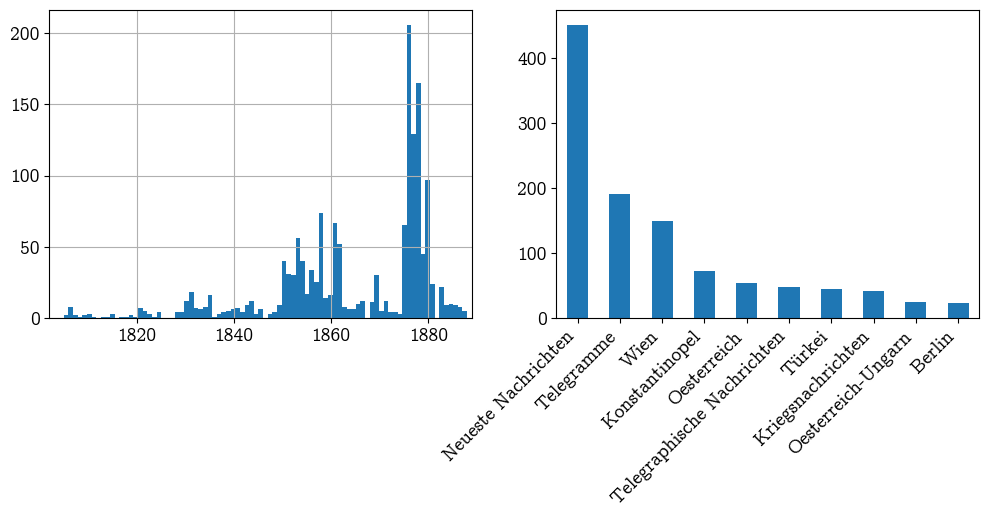 200
150
100
50
0
1820
1840
1860
1880
400
300
200
100
0
Neueste Nachrichten
Telegramme
Wien
Konstantinopel
Oesterreich
Telegraphische Nachrichten
Türkei
Kriegsnachrichten
Oesterreich-Ungarn
Berlin